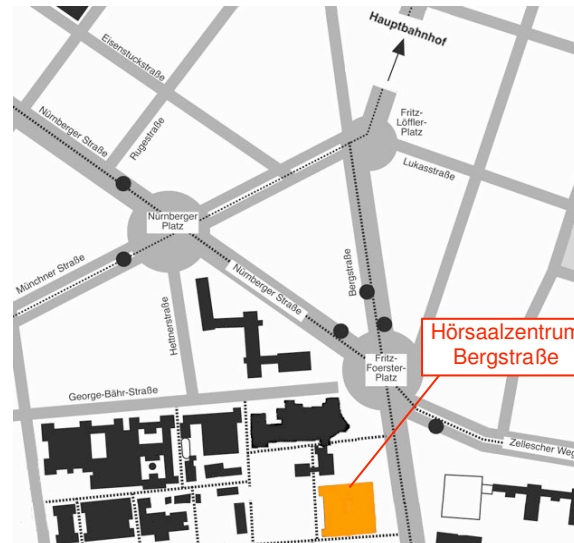 Hauptbahnhof
Eisenstuckstraße
Nürnberger Straße
Rugestraße
Fritz-
Löffler-
Platz
Lukasstraße
Nürnberger
Platz
Münchner Straße
Hettnerstraße
Nürnberger Straße
Bergstraße
Hörsaalzentrum
Bergstraße
Fritz-
Foerster-
Platz
George-Bähr-Straße
Zellescher Weg